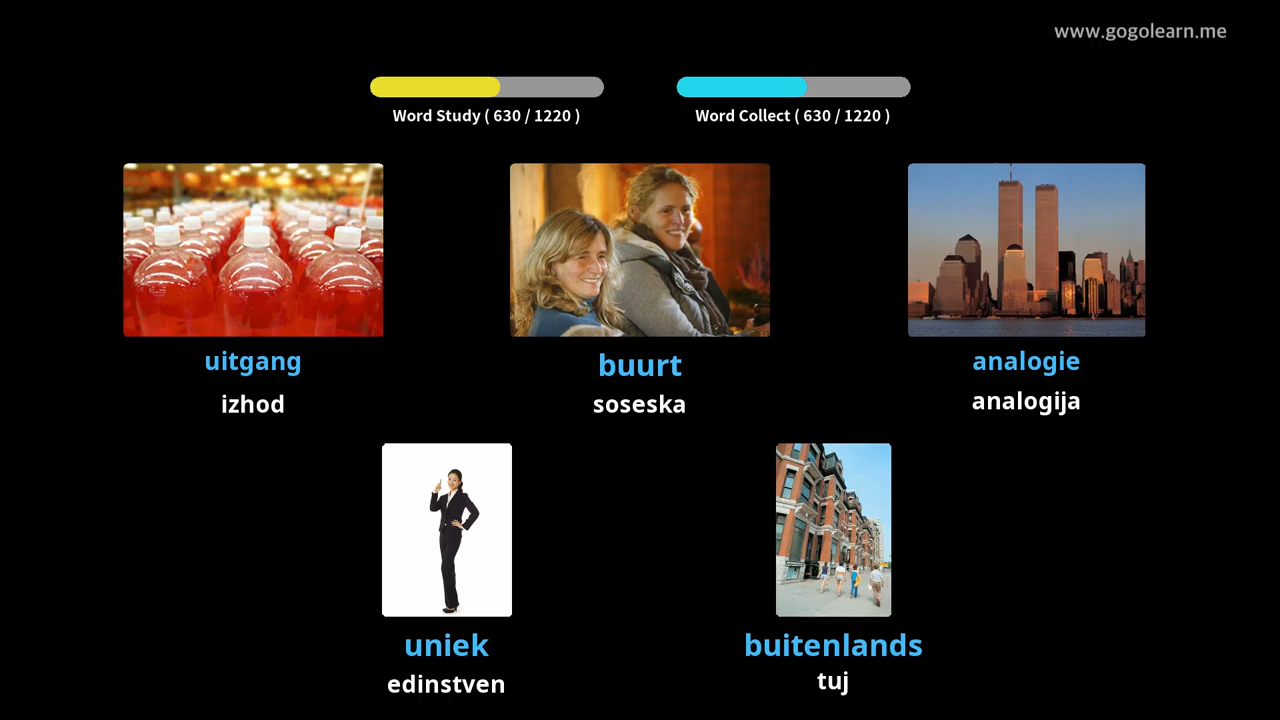 www.gogolearn.me
Word Study ( 630 / 1220 )
Word Collect ( 630 / 1220 )
uitgang
izhod
buurt
soseska
analogie
analogija
uniek
edinstven
buitenlands
tuj